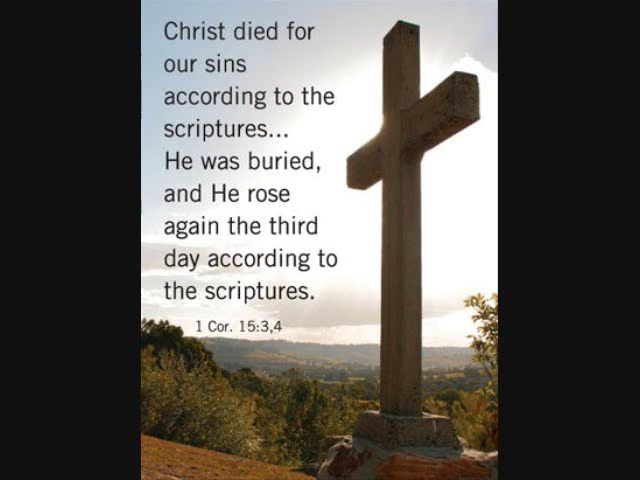 Christ died for
our sins
according to the
scriptures...
He was buried,
and He rose
again the third
day according to
the scriptures.
1 Cor. 15:3,4